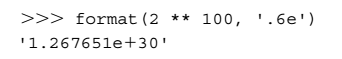 >>> format(2 ** 100, '.6e')
'1.267651e+30'